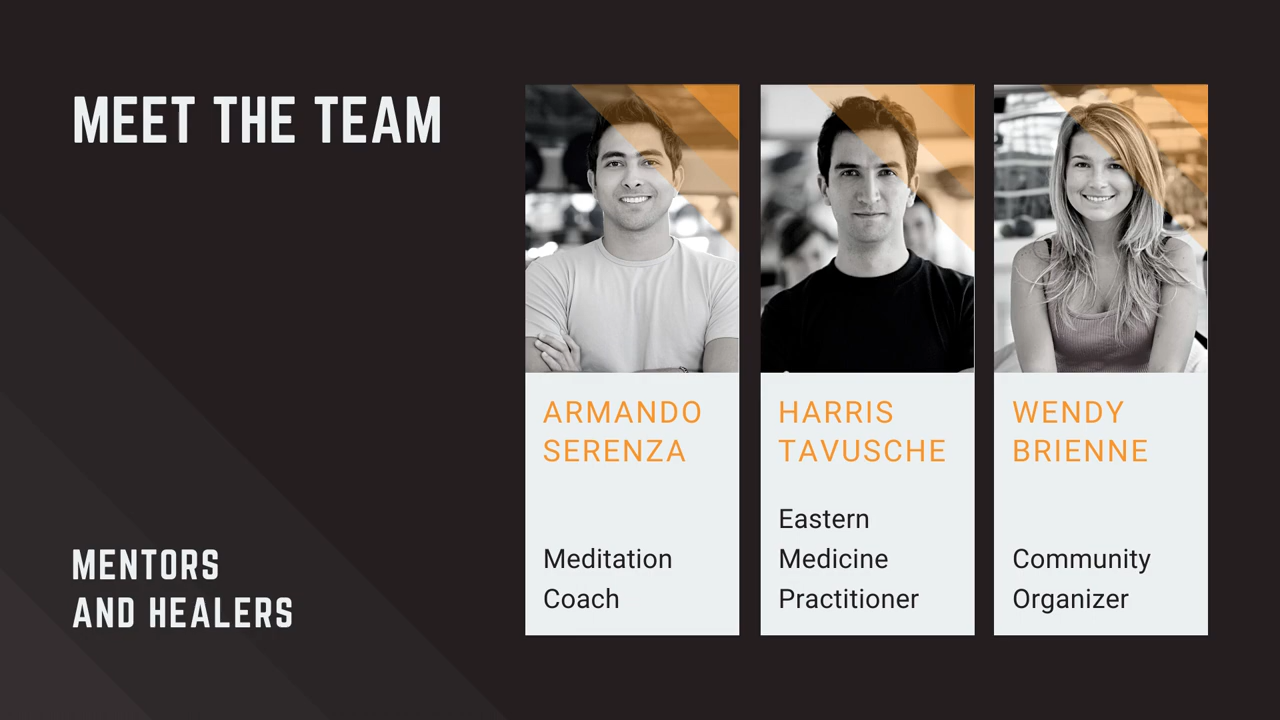 MEET THE TEAM
MENTORS
AND HEALERS
ARMANDO
SERENZA
Meditation
Coach
HARRIS
TAVUSCHE
Eastern
Medicine
Practitioner
WENDY
BRIENNE
Community
Organizer